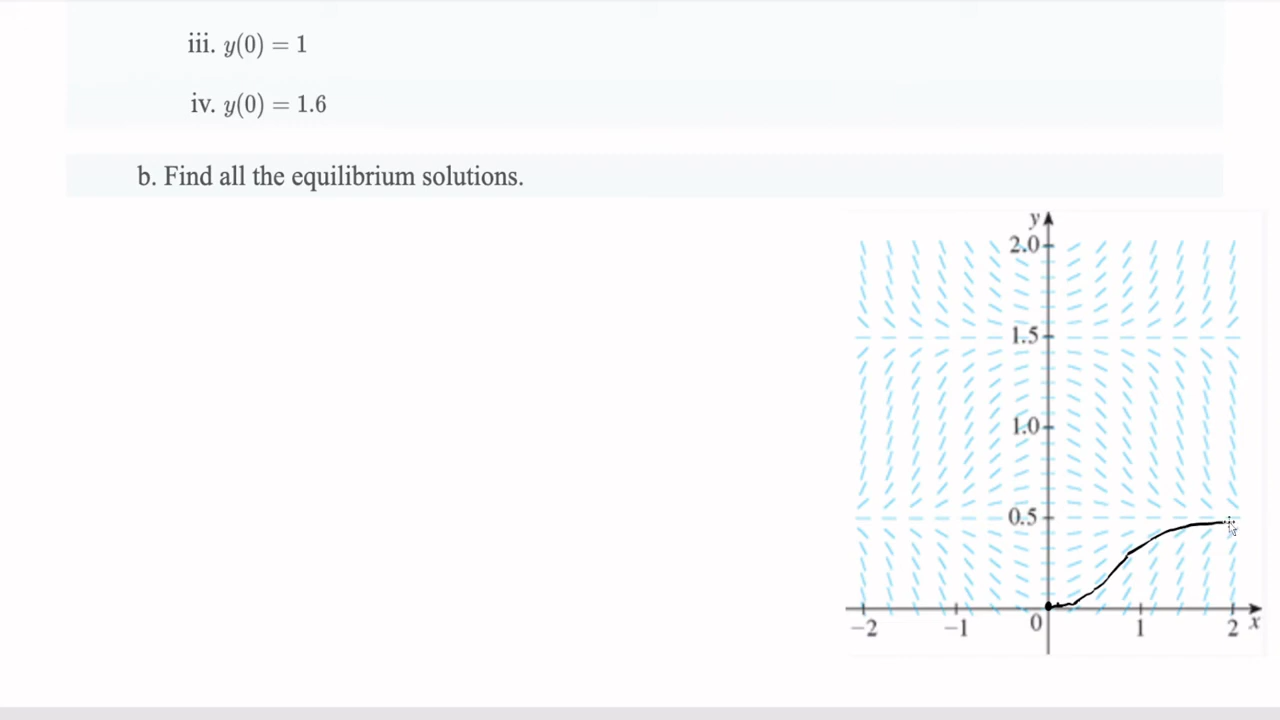 iii. y(0) = 1
iv. y(0) = 1.6
b. Find all the equilibrium solutions.
y
2.0
1.5
1.0
0.5
−2 −1 0 1 2 x